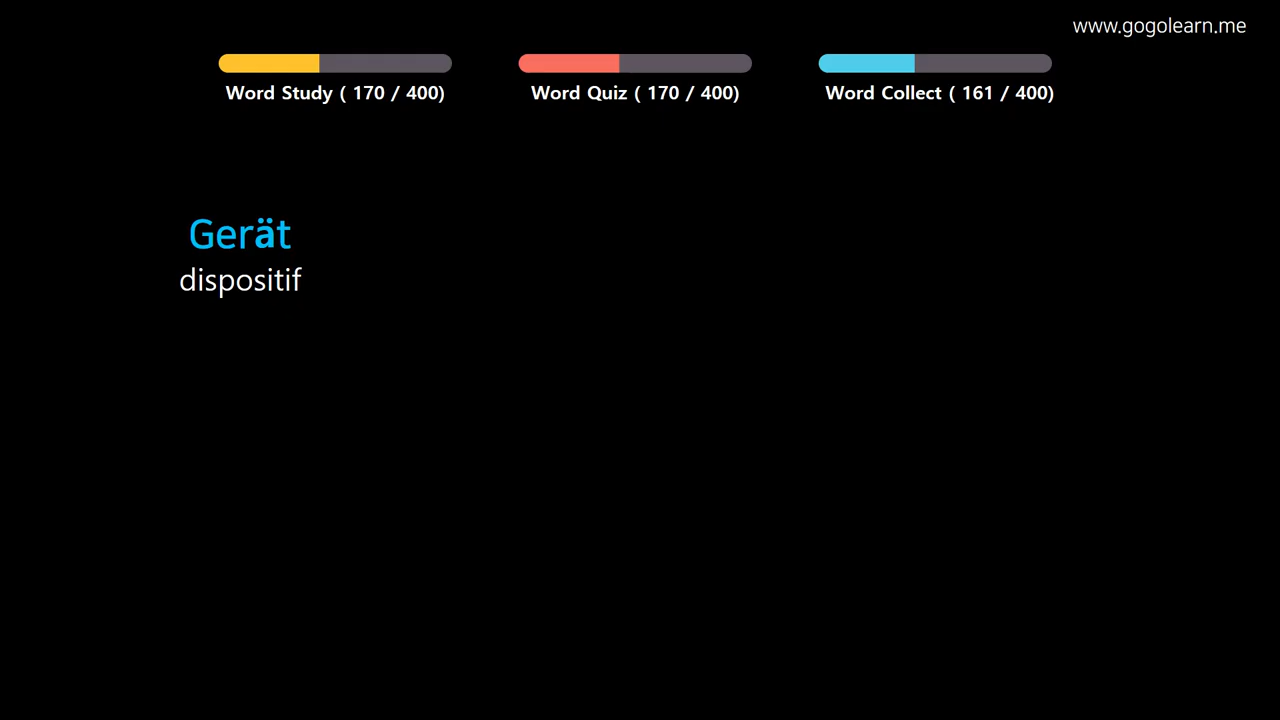 www.gogolearn.me
Word Study ( 170 / 400)
Word Quiz ( 170 / 400)
Word Collect ( 161 / 400)
Gerät
dispositif